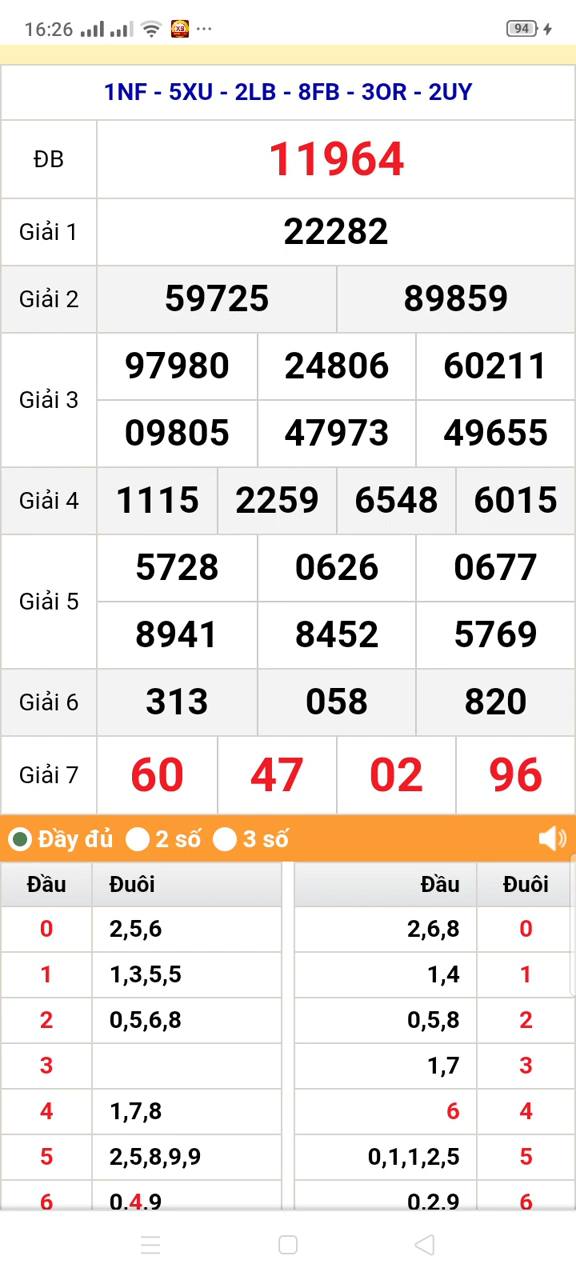 16:26 94
1NF - 5XU - 2LB - 8FB - 3OR - 2UY
ĐB 11964
Giải 1 22282
Giải 2 59725 89859
97980 24806 60211
Giải 3
09805 47973 49655
Giải 4 1115 2259 6548 6015
5728 0626 0677
Giải 5
8941 8452 5769
Giải 6 313 058 820
Giải 7 60 47 02 96
Đầy đủ 2 số 3 số
Đầu Đuôi Đầu Đuôi
0 2,5,6 2,6,8 0
1 1,3,5,5 1,4 1
2 0,5,6,8 0,5,8 2
3 1,7 3
4 1,7,8 6 4
5 2,5,8,9,9 0,1,1,2,5 5
6 0,4,9 0,2,9 6